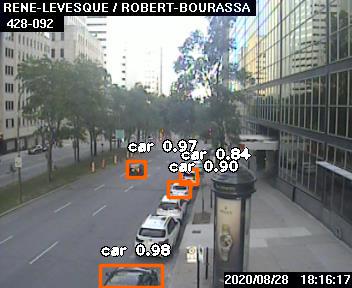 RENE-LEVESQUE / ROBERT-BOURASSA
428-092
car 0.97
car 0.84
car 0.90
car 0.98
2020/08/28 18:16:17